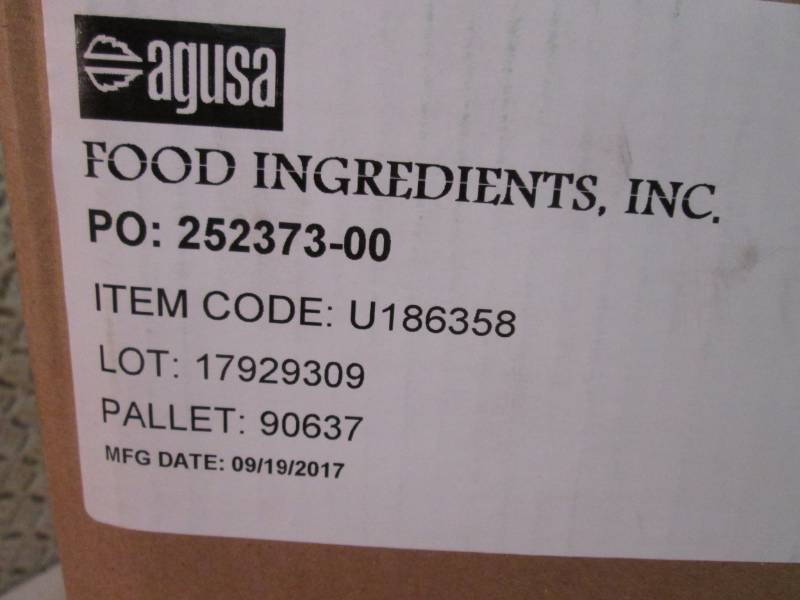 agusa
FOOD INGREDIENTS, INC.
PO: 252373-00
ITEM CODE: U186358
LOT: 17929309
PALLET: 90637
MFG DATE: 09/19/2017